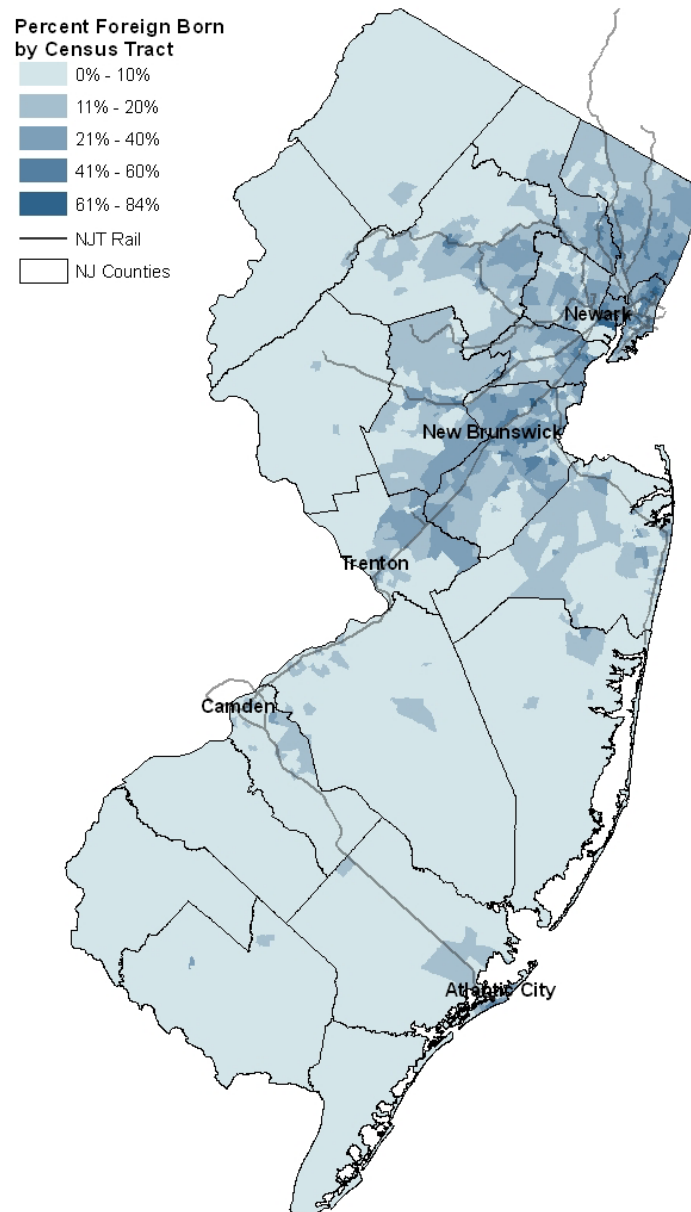 Percent Foreign Born
by Census Tract
0% - 10%
11% - 20%
21% - 40%
41% - 60%
61% - 84%
NJT Rail
NJ Counties
Newark
New Brunswick
Trenton
Camden
Atlantic City